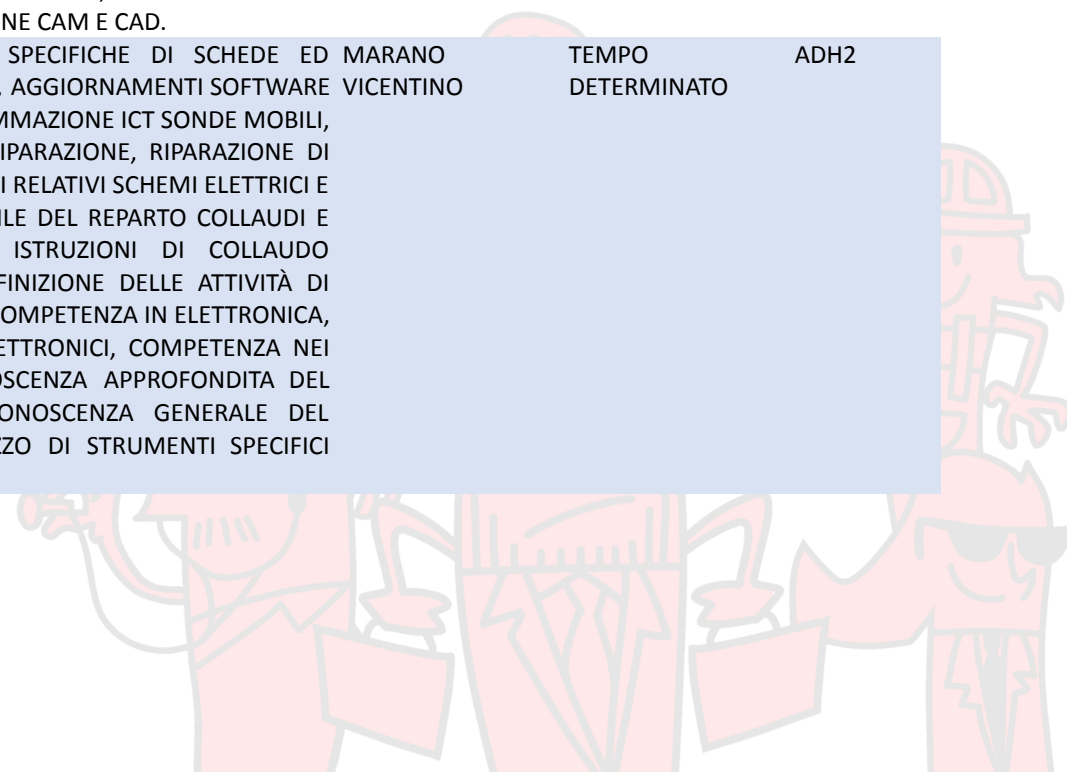 NE CAM E CAD.
SPECIFICHE DI SCHEDE ED MARANO TEMPO ADH2
AGGIORNAMENTI SOFTWARE VICENTINO DETERMINATO
MMAZIONE ICT SONDE MOBILI,
IPARAZIONE, RIPARAZIONE DI
I RELATIVI SCHEMI ELETTRICI E
ILE DEL REPARTO COLLAUDI E
ISTRUZIONI DI COLLAUDO
FINIZIONE DELLE ATTIVITÀ DI
OMPETENZA IN ELETTRONICA,
ETTRONICI, COMPETENZA NEI
OSCENZA APPROFONDITA DEL
ONOSCENZA GENERALE DEL
ZZO DI STRUMENTI SPECIFICI